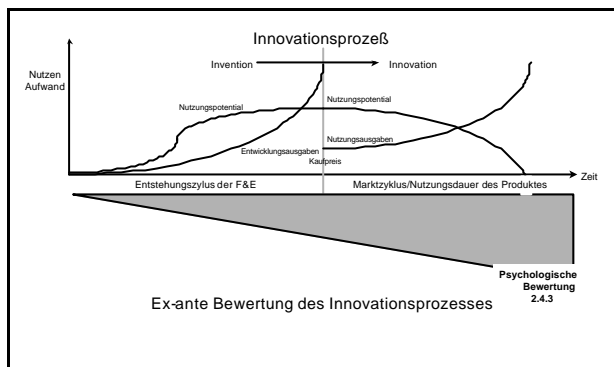 Innovationsprozeß
Invention
Innovation
Nutzen
Aufwand
Nutzungspotential
Nutzungspotential
Nutzungsausgaben
Entwicklungsausgaben
Kaufpreis
Zeit
Entstehungszylus der F&E
Marktzyklus/Nutzungsdauer des Produktes
Psychologische
Bewertung
2.4.3
Ex-ante Bewertung des Innovationsprozesses